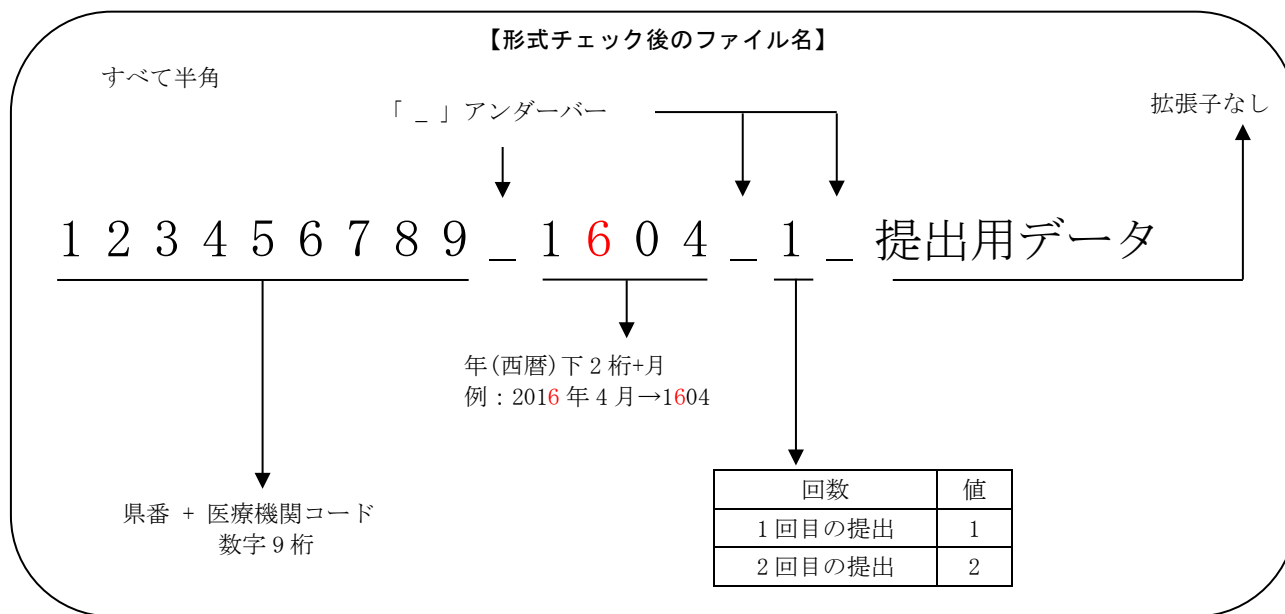 【形式チェック後のファイル名】
すべて半角
「 _ 」アンダーバー
拡張子なし
123456789_1604_1_提出用データ
年(西暦)下2桁+月
例：2016年4月→1604
県番 + 医療機関コード
数字9桁
回数 値
1回目の提出 1
2回目の提出 2